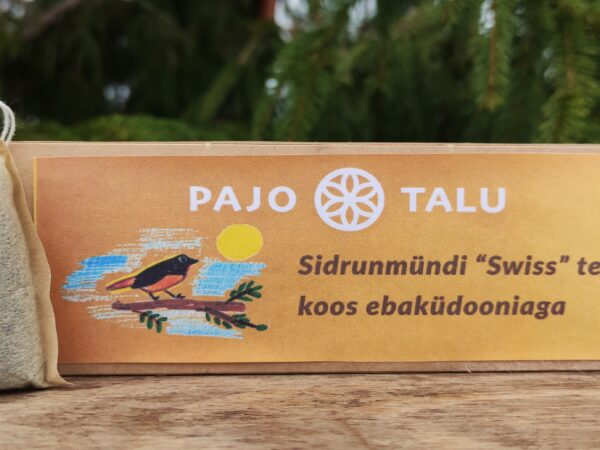 PAJO TALU
Sidrunmündi “Swiss” te
koos ebaküdooniaga